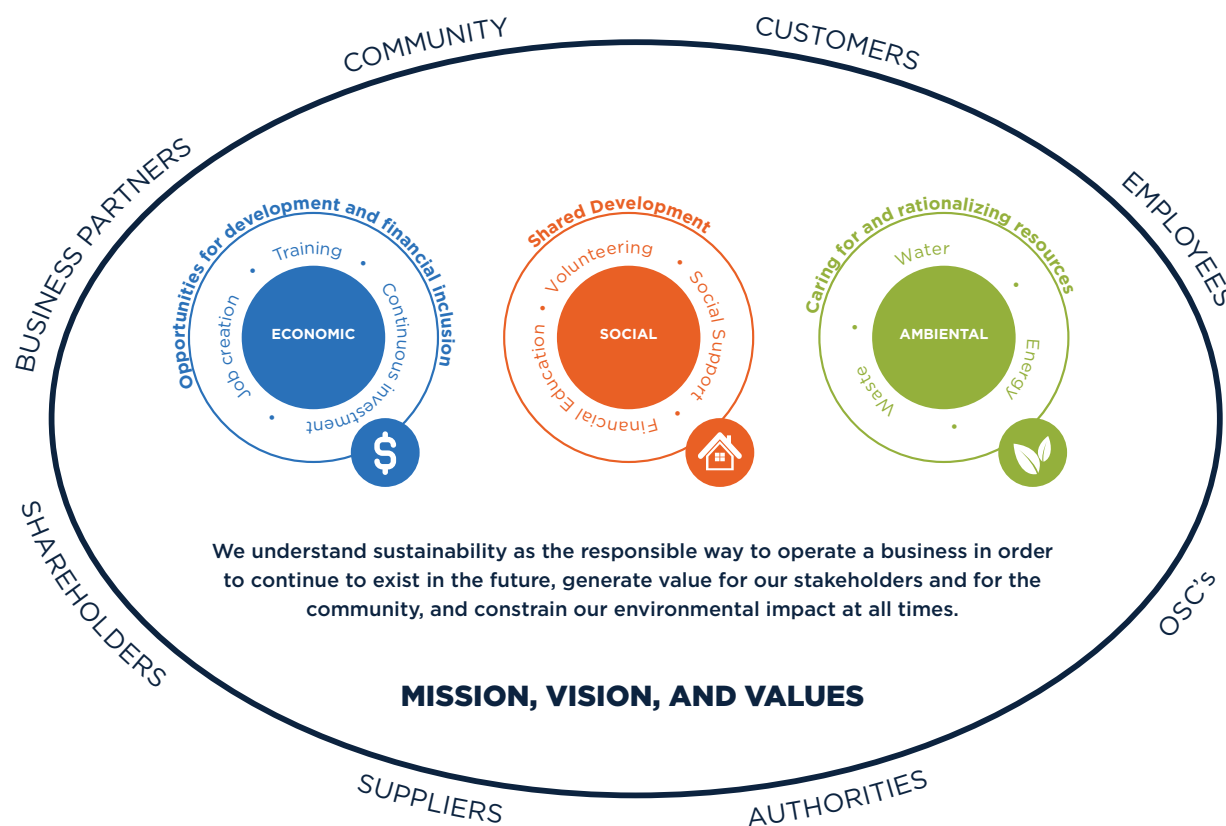 COMMUNITY
CUSTOMERS
BUSINESS PARTNERS
EMPLOYEES
Opportunities for development and financial inclusion
Training
Continuous investment
Job creation
ECONOMIC
$
Shared Development
Volunteering
Social Support
Financial Education
SOCIAL
Caring for and rationalizing resources
Water
Energy
Waste
AMBIENTAL
We understand sustainability as the responsible way to operate a business in order
to continue to exist in the future, generate value for our stakeholders and for the
community, and constrain our environmental impact at all times.
SHAREHOLDERS
OSC's
MISSION, VISION, AND VALUES
SUPPLIERS
AUTHORITIES